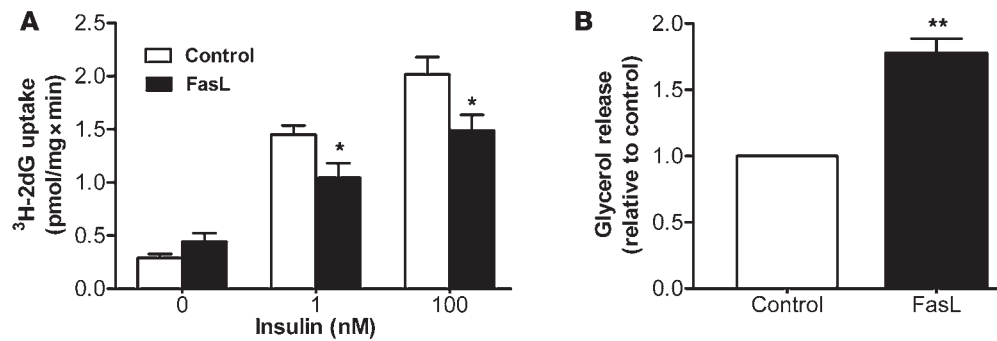 A
³H-2dG uptake
(pmol/mg×min)
2.5
2.0
1.5
1.0
0.5
0.0
Control
FasL
*
*
0
1
100
Insulin (nM)
B
Glycerol release
(relative to control)
2.0
1.5
1.0
0.5
0.0
**
Control
FasL